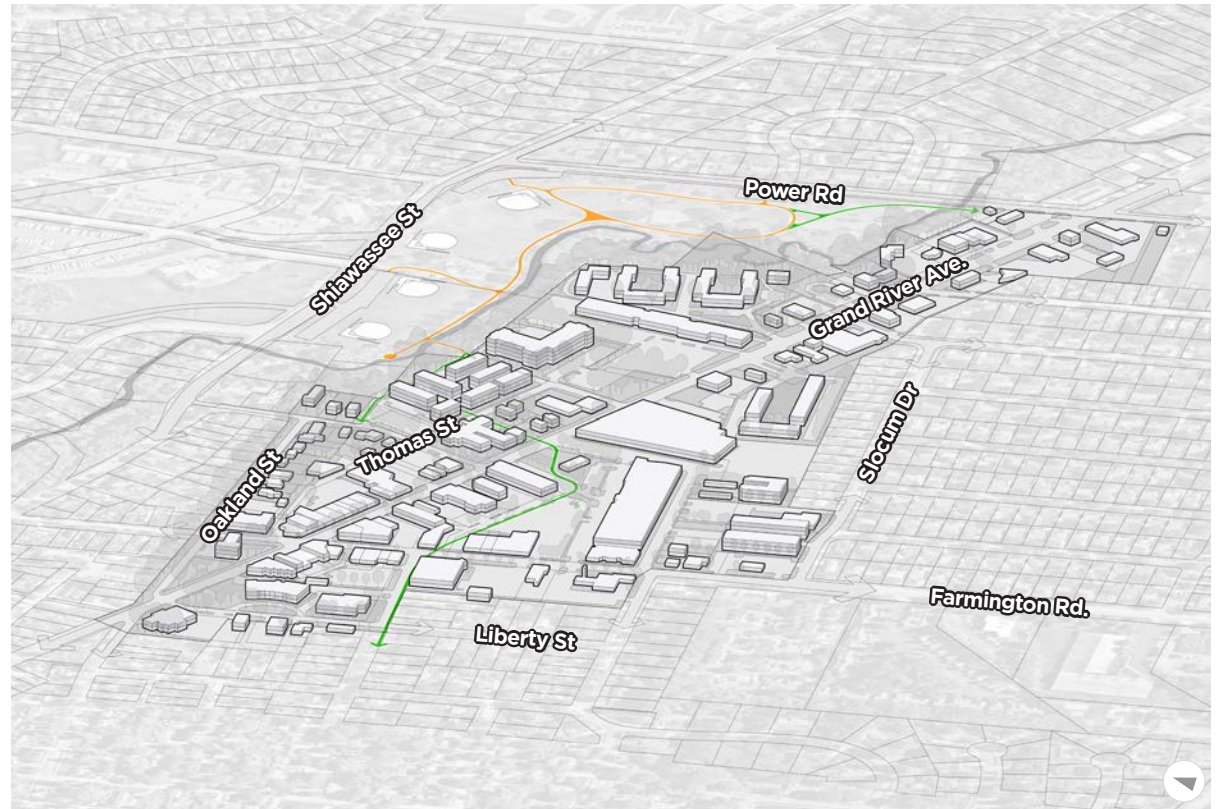 Power Rd
Shiawassee St
Grand River Ave.
Thomas St
Slocum Dr
Oakland St
Farmington Rd.
Liberty St